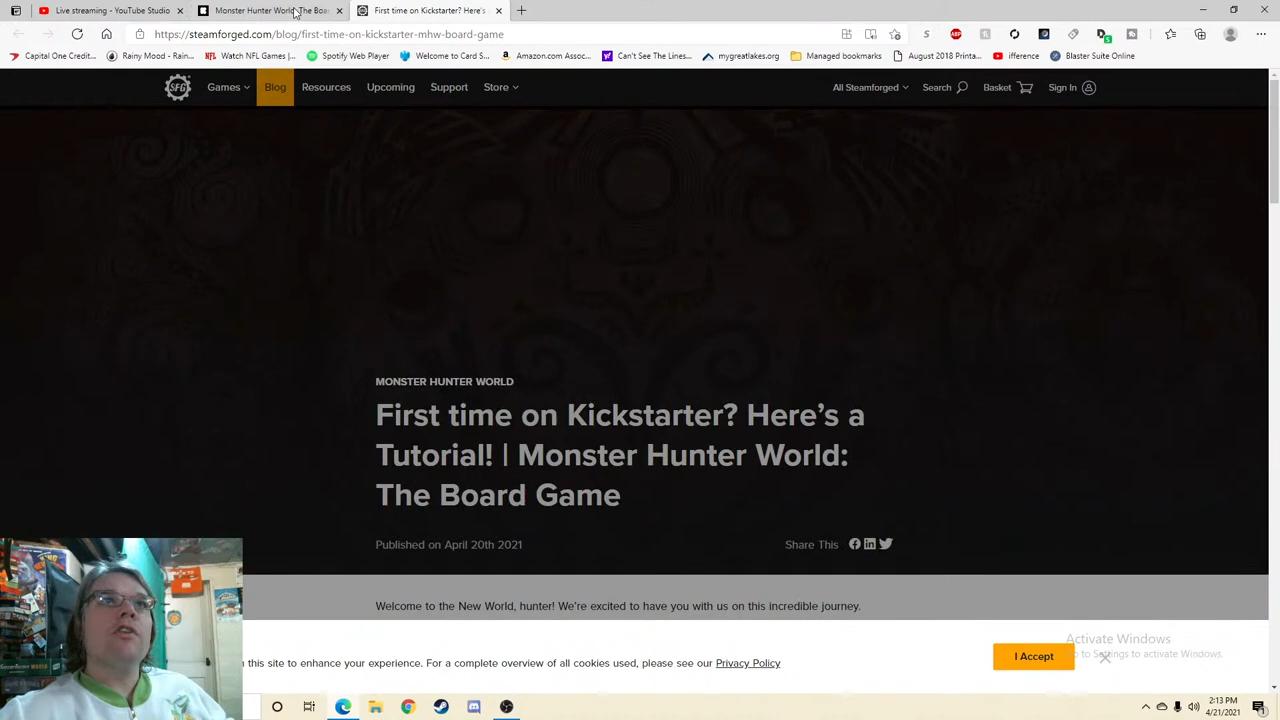 Live streaming - YouTube Studio
Monster Hunter World The Boa
First time on Kickstarter? Here's
https://steamforged.com/blog/first-time-on-kickstarter-mhw-board-game
Capital One Credit...
Rainy Mood - Rain...
Watch NFL Games |...
Spotify Web Player
Welcome to Card S...
Amazon.com Assoc...
Can't See The Lines...
mygreatlakes.org
Managed bookmarks
August 2018 Printa...
ifference
Blaster Suite Online
SFG
Games
Blog
Resources
Upcoming
Support
Store
All Steamforged
Search
Basket
Sign In
MONSTER HUNTER WORLD
First time on Kickstarter? Here's a
Tutorial! | Monster Hunter World:
The Board Game
Published on April 20th 2021
Share This
Welcome to the New World, hunter! We're excited to have you with us on this incredible journey.
Activate Windows
o to Settings to activate Windows.
n this site to enhance your experience. For a complete overview of all cookies used, please see our Privacy Policy
I Accept
2:13 PM
4/21/2021